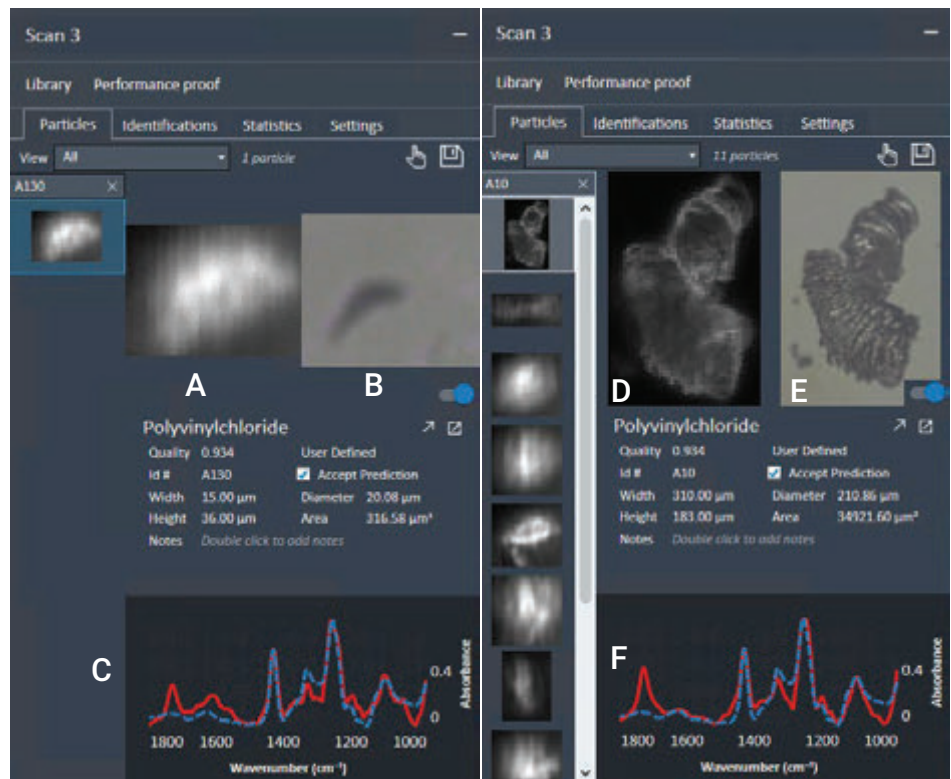 Scan 3
Library Performance proof
Particles Identifications Statistics Settings
View All 1 particle
A130 ×
A B
Polyvinylchloride
Quality 0.934 User Defined
Id # A130 Accept Prediction
Width 15.00 µm Diameter 20.08 µm
Height 36.00 µm Area 316.58 µm²
Notes Double click to add notes
C
0.4
0
Absorbance
1800 1600 1400 1200 1000
Wavenumber (cm⁻¹)
Scan 3
Library Performance proof
Particles Identifications Statistics Settings
View All 11 particles
A10 ×
D E
Polyvinylchloride
Quality 0.934 User Defined
Id # A10 Accept Prediction
Width 310.00 µm Diameter 210.86 µm
Height 183.00 µm Area 34921.60 µm²
Notes Double click to add notes
F
0.4
0
Absorbance
1800 1600 1400 1200 1000
Wavenumber (cm⁻¹)